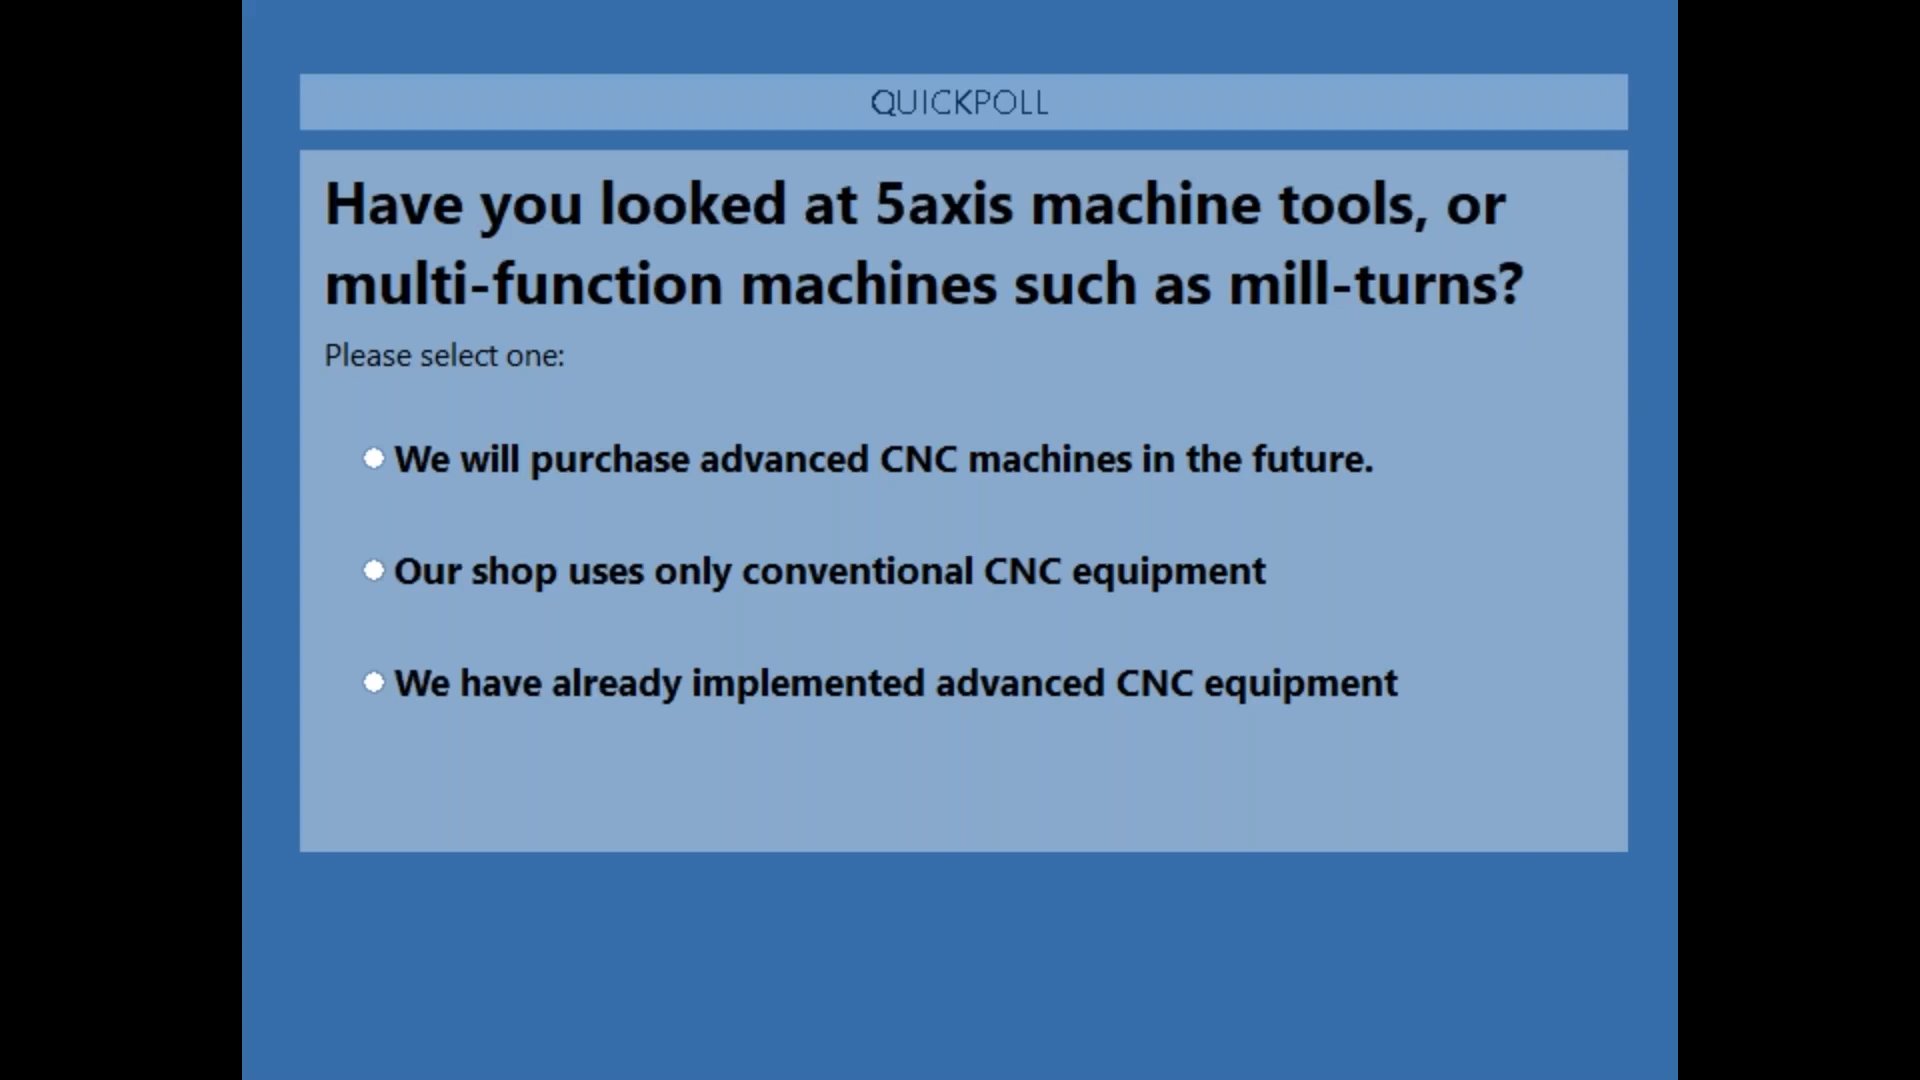 QUICKPOLL
Have you looked at 5axis machine tools, or
multi-function machines such as mill-turns?
Please select one:
We will purchase advanced CNC machines in the future.
Our shop uses only conventional CNC equipment
We have already implemented advanced CNC equipment